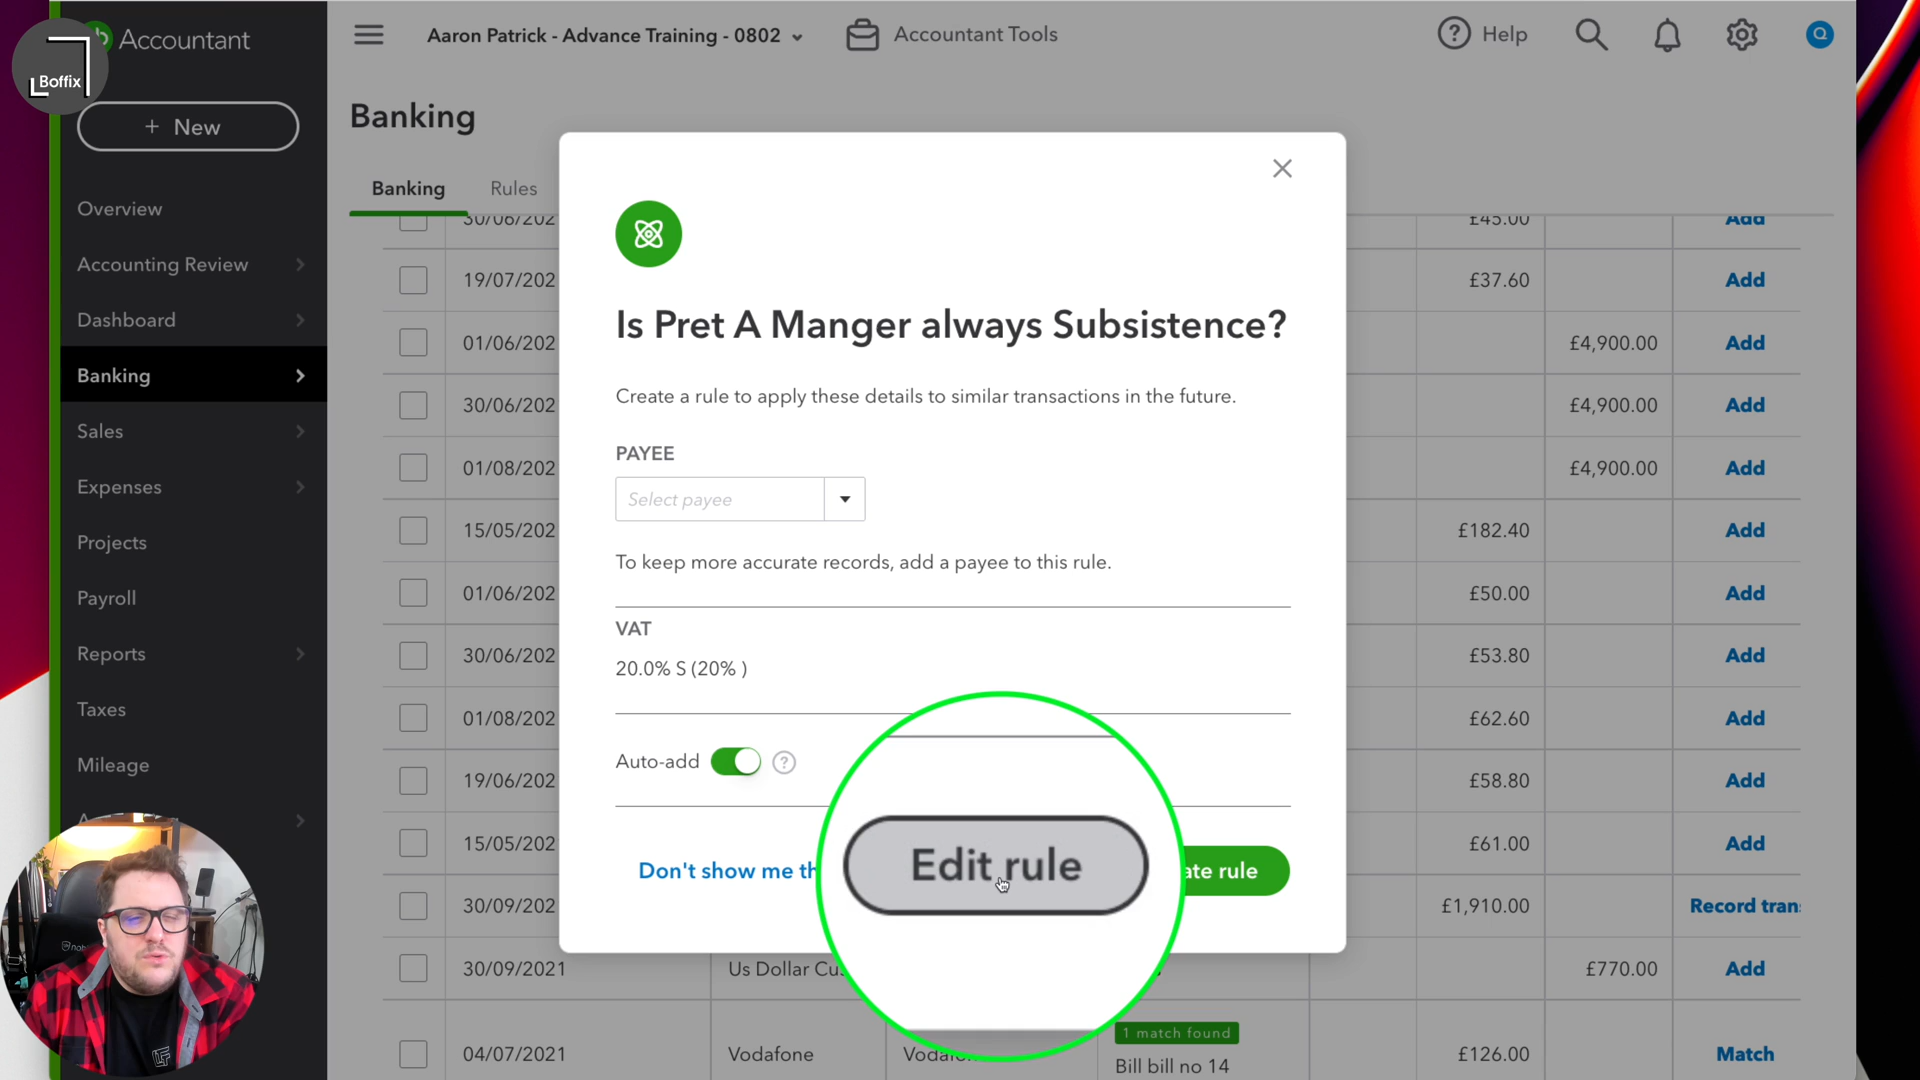 Boffix
Accountant
Aaron Patrick - Advance Training - 0802
Accountant Tools
Help
+ New
Banking
Banking
Rules
Overview
Accounting Review
Dashboard
Banking
Sales
Expenses
Projects
Payroll
Reports
Taxes
Mileage
30/06/202
£45.00
Add
19/07/202
£37.60
Add
01/06/202
£4,900.00
Add
30/06/202
£4,900.00
Add
01/08/202
£4,900.00
Add
15/05/202
£182.40
Add
01/06/202
£50.00
Add
30/06/202
£53.80
Add
01/08/202
£62.60
Add
19/06/202
£58.80
Add
15/05/202
£61.00
Add
30/09/202
£1,910.00
Record tran
30/09/2021
Us Dollar Cu
£770.00
Add
04/07/2021
Vodafone
Vodafo
1 match found
Bill bill no 14
£126.00
Match
Is Pret A Manger always Subsistence?
Create a rule to apply these details to similar transactions in the future.
PAYEE
Select payee
To keep more accurate records, add a payee to this rule.
VAT
20.0% S (20% )
Auto-add
?
Don't show me th
Edit rule
ate rule